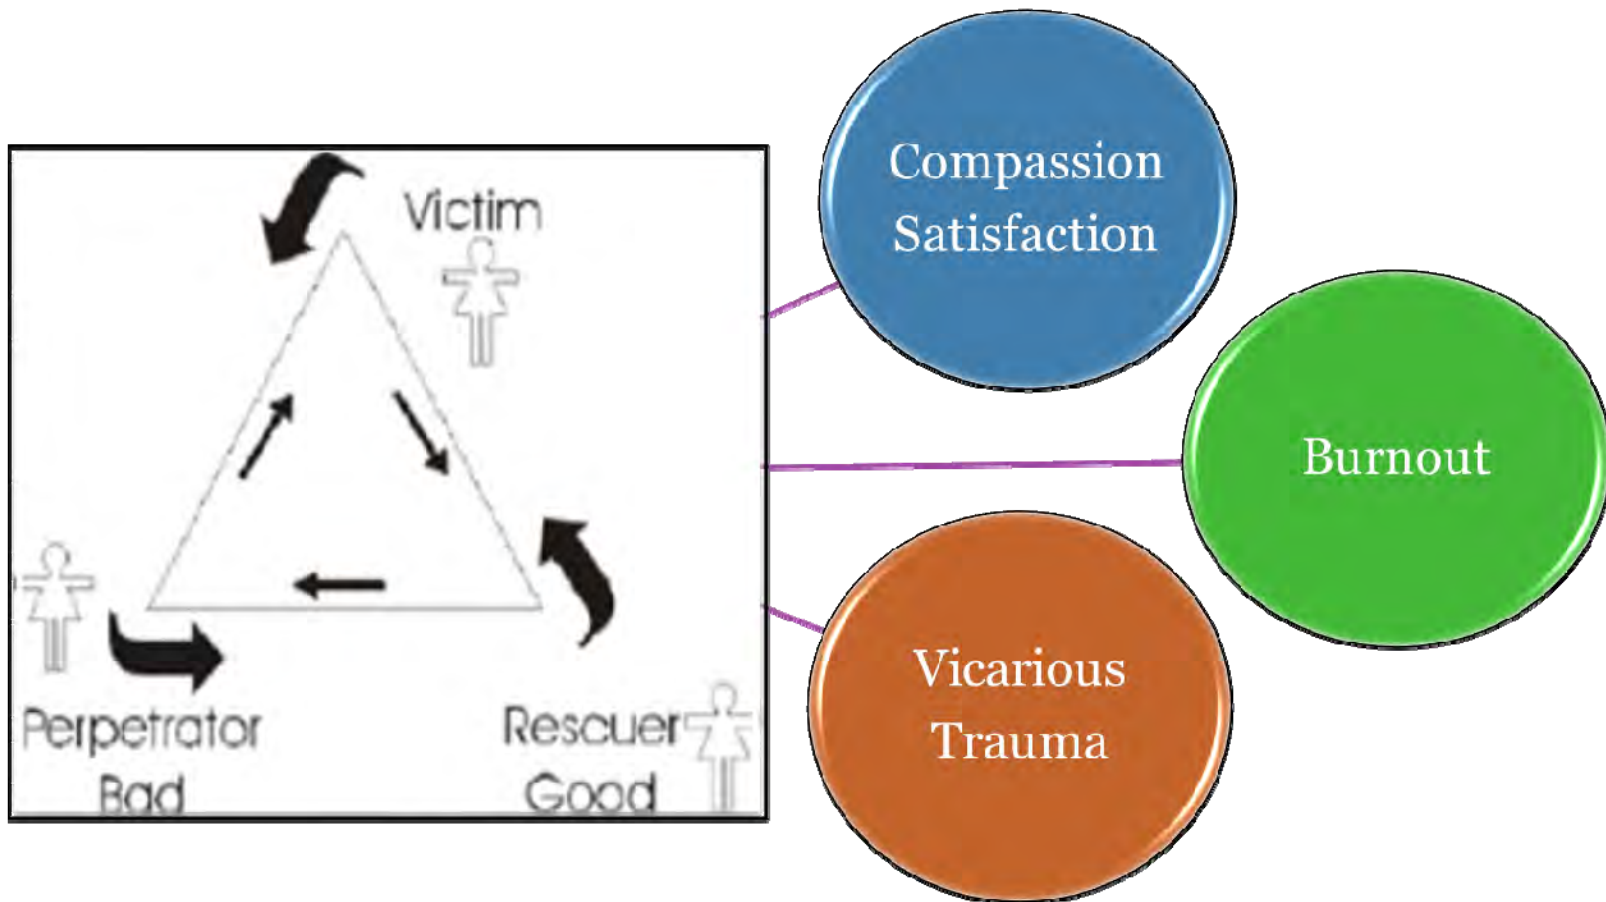 Victim
Perpetrator
Bad
Rescuer
Good
Compassion
Satisfaction
Burnout
Vicarious
Trauma